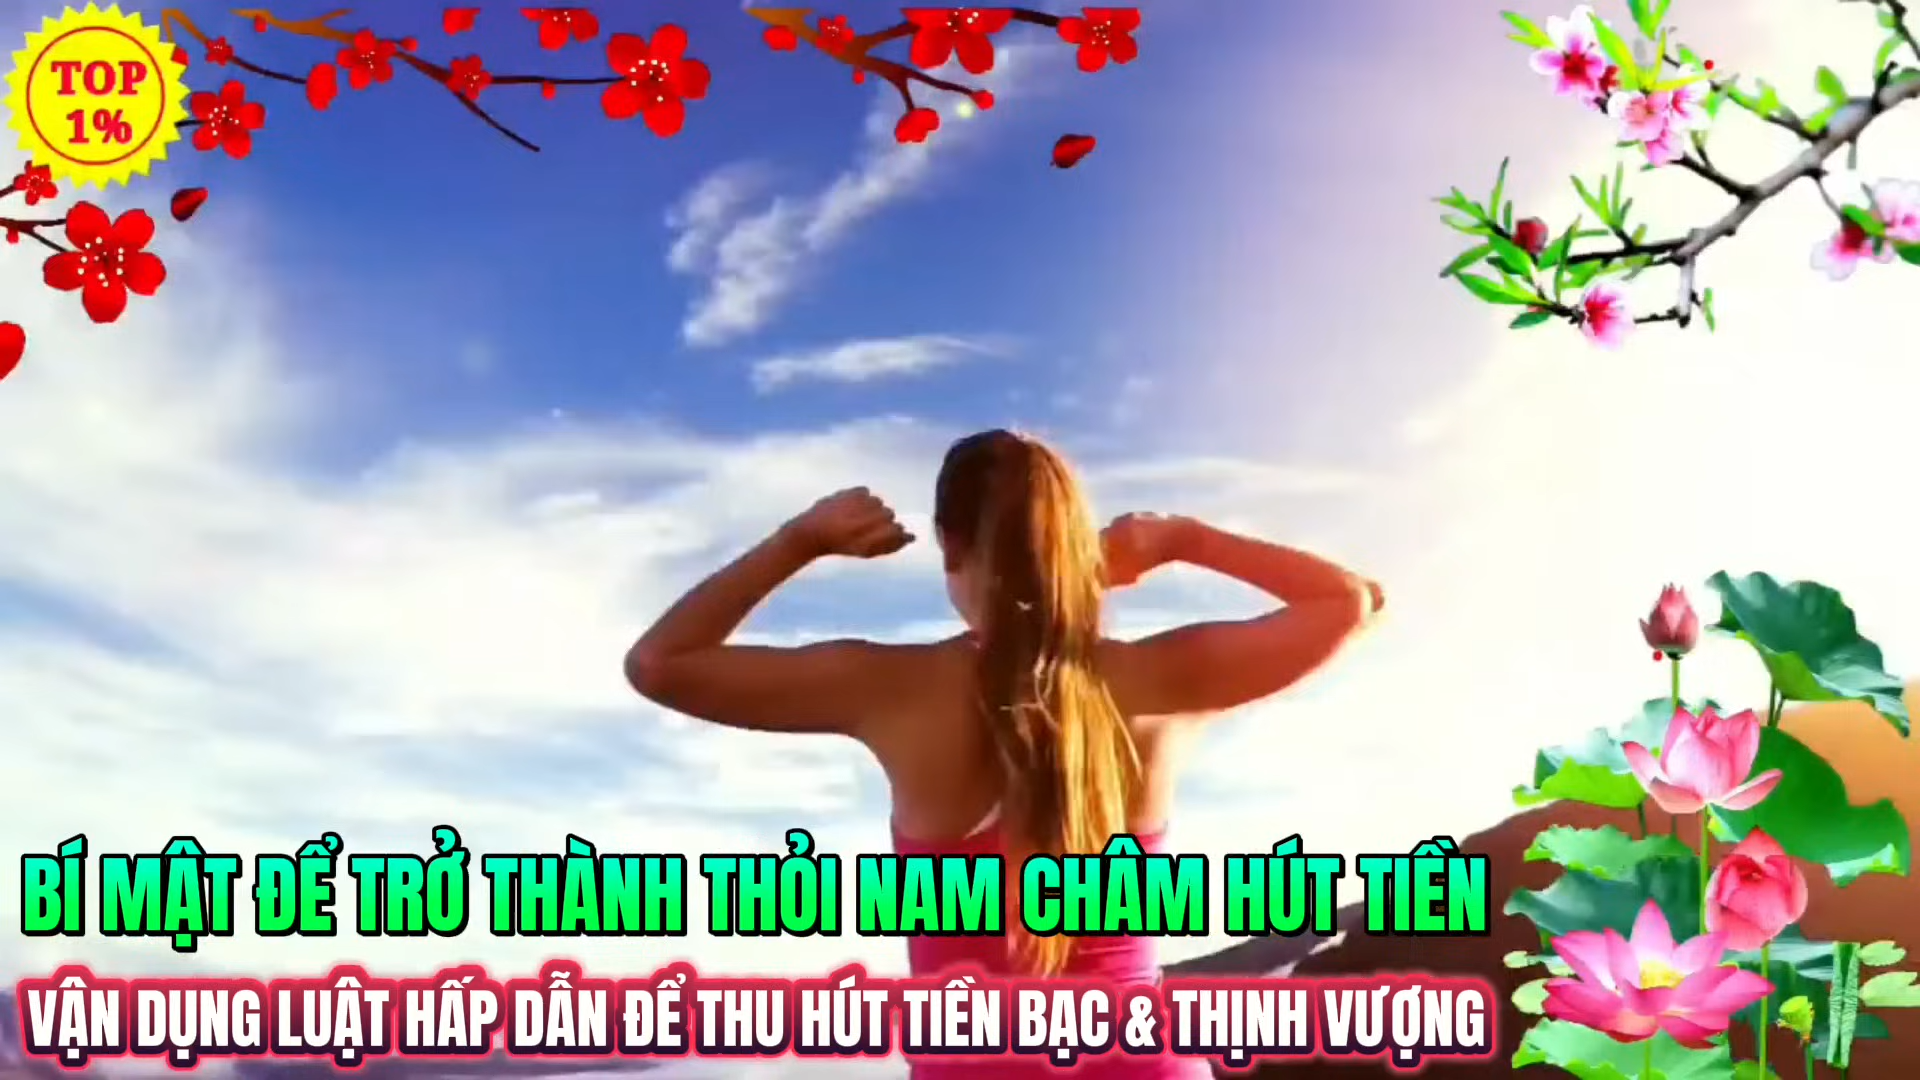 TOP
1%
BÍ MẬT ĐỂ TRỞ THÀNH THỎI NAM CHÂM HÚT TIỀN
VẬN DỤNG LUẬT HẤP DẪN ĐỂ THU HÚT TIỀN BẠC & THỊNH VƯỢNG